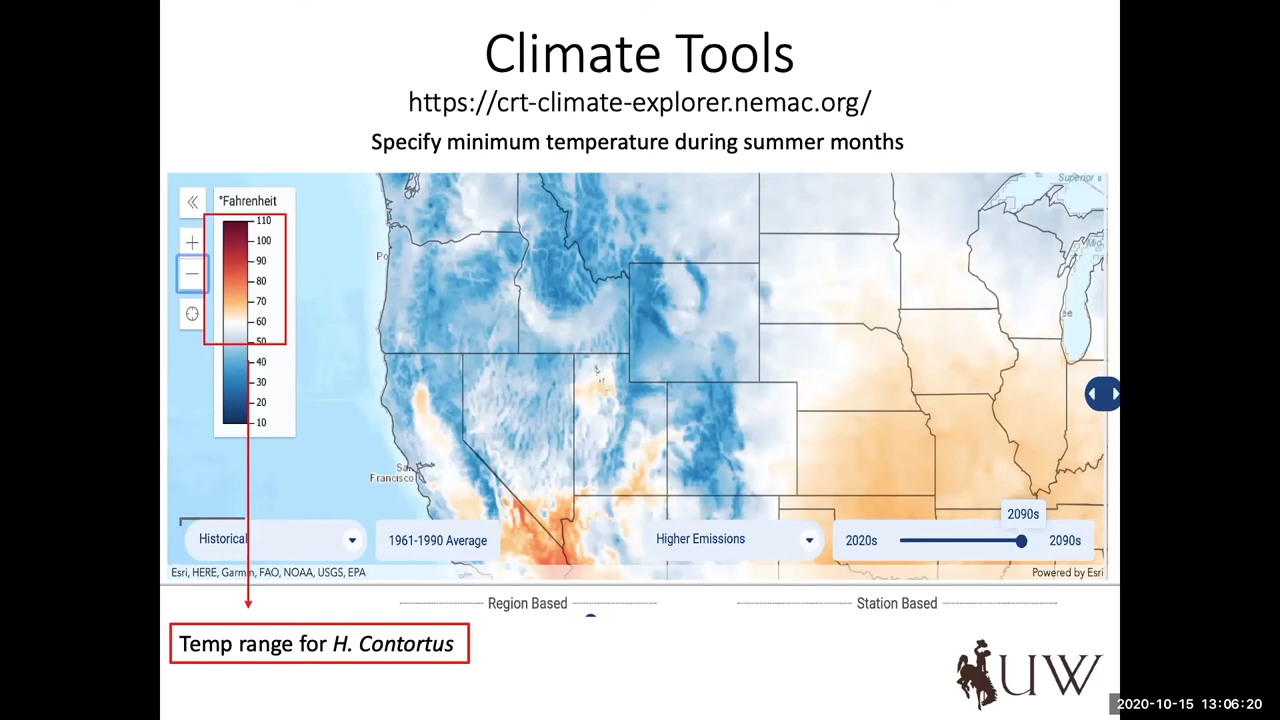 Climate Tools
https://crt-climate-explorer.nemac.org/
Specify minimum temperature during summer months
°Fahrenheit
110
100
90
80
70
60
50
40
30
20
10
Superior
Po
San
Francisco
Historical
1961-1990 Average
Higher Emissions
2020s
2090s
2090s
Esri, HERE, Garmin, FAO, NOAA, USGS, EPA
Powered by Esri
Region Based
Station Based
Temp range for H. Contortus
UW
2020-10-15 13:06:20